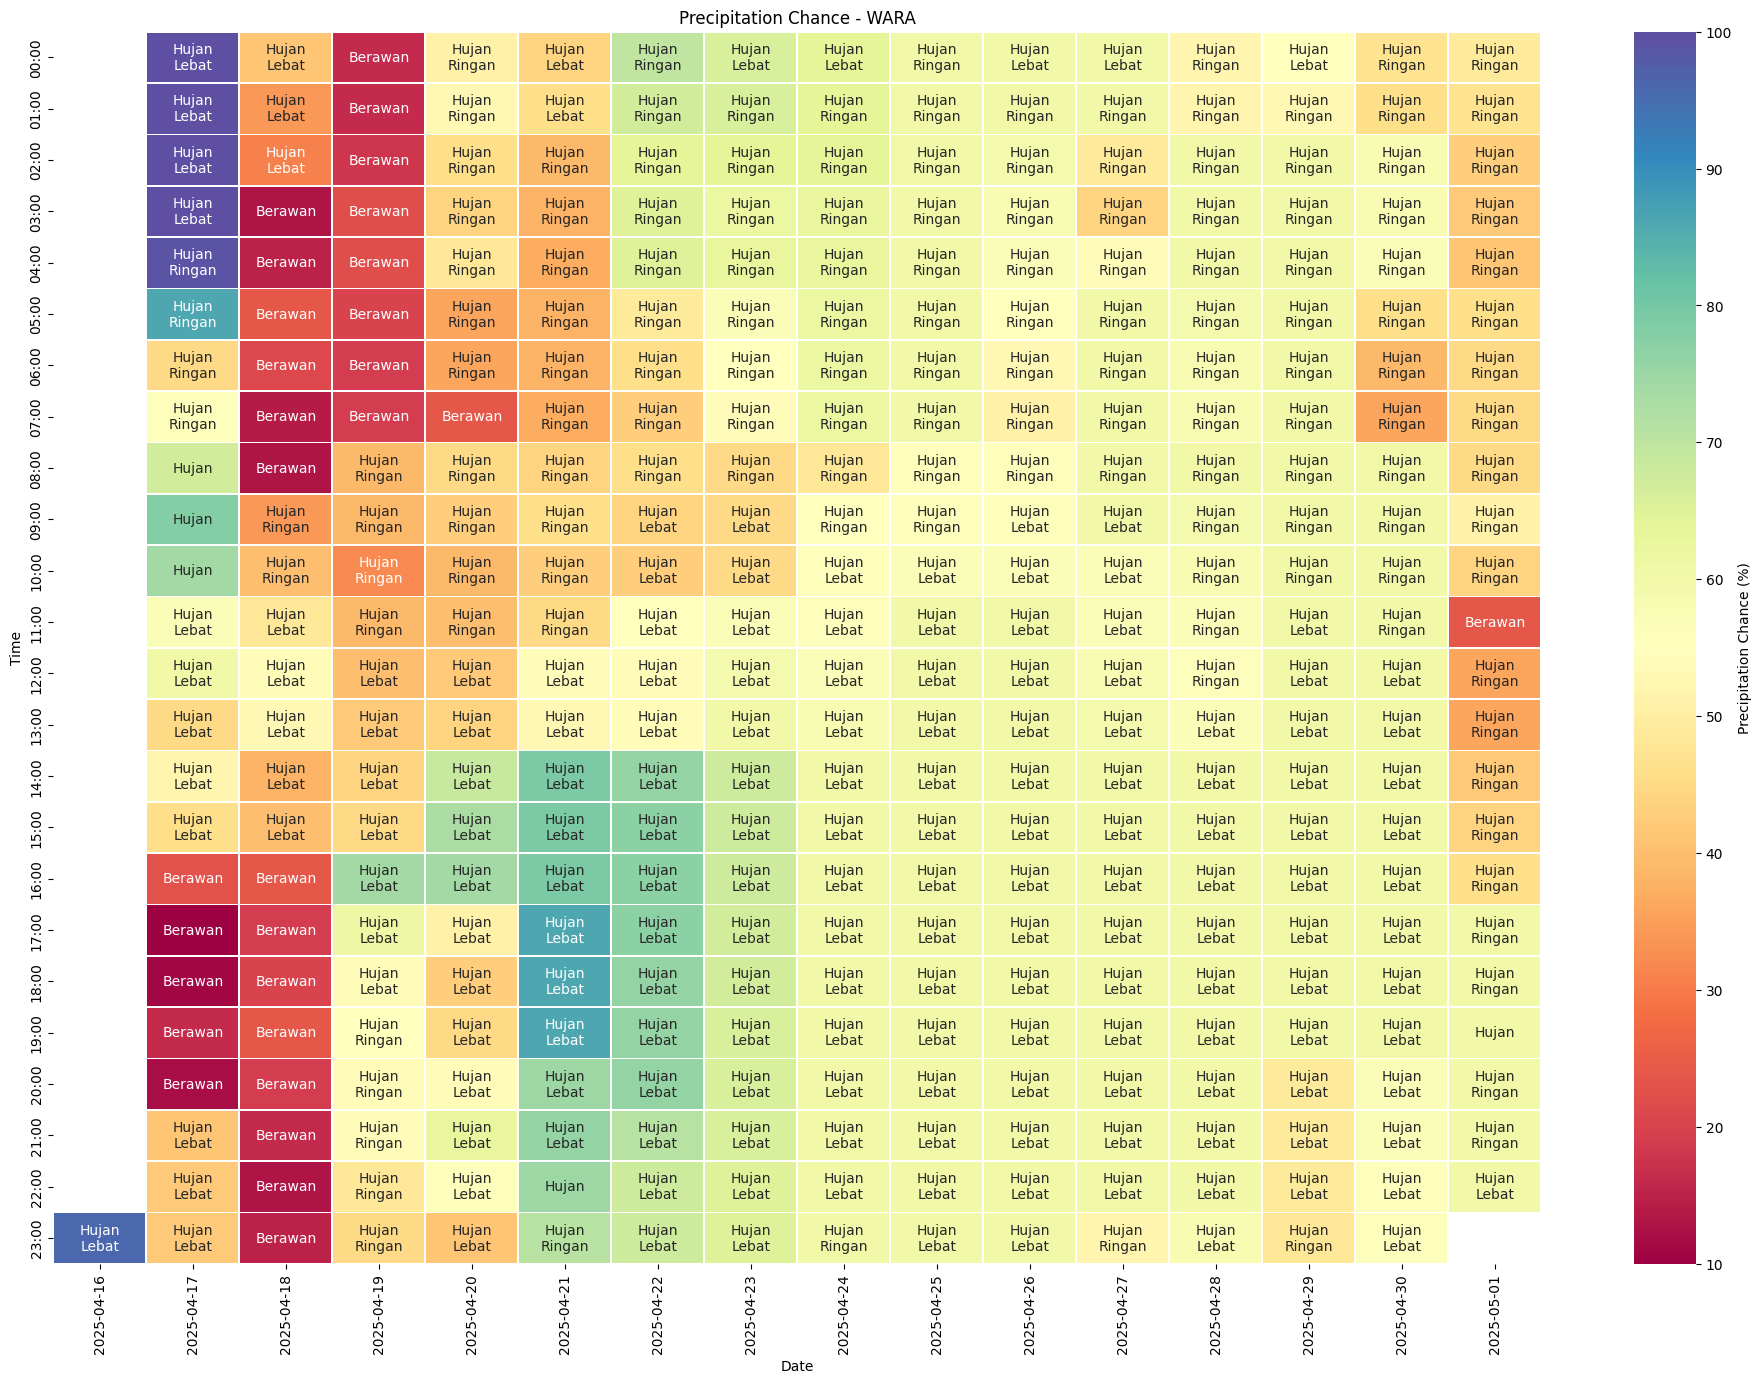 Precipitation Chance - WARA
00:00 Hujan Lebat Hujan Lebat Berawan Hujan Ringan Hujan Lebat Hujan Ringan Hujan Lebat Hujan Lebat Hujan Ringan Hujan Lebat Hujan Lebat Hujan Ringan Hujan Lebat Hujan Ringan Hujan Ringan
01:00 Hujan Lebat Hujan Lebat Berawan Hujan Ringan Hujan Lebat Hujan Ringan Hujan Ringan Hujan Ringan Hujan Ringan Hujan Ringan Hujan Ringan Hujan Ringan Hujan Ringan Hujan Ringan Hujan Ringan
02:00 Hujan Lebat Hujan Lebat Berawan Hujan Ringan Hujan Ringan Hujan Ringan Hujan Ringan Hujan Ringan Hujan Ringan Hujan Ringan Hujan Ringan Hujan Ringan Hujan Ringan Hujan Ringan Hujan Ringan
03:00 Hujan Lebat Berawan Berawan Hujan Ringan Hujan Ringan Hujan Ringan Hujan Ringan Hujan Ringan Hujan Ringan Hujan Ringan Hujan Ringan Hujan Ringan Hujan Ringan Hujan Ringan Hujan Ringan
04:00 Hujan Ringan Berawan Berawan Hujan Ringan Hujan Ringan Hujan Ringan Hujan Ringan Hujan Ringan Hujan Ringan Hujan Ringan Hujan Ringan Hujan Ringan Hujan Ringan Hujan Ringan Hujan Ringan
05:00 Hujan Ringan Berawan Berawan Hujan Ringan Hujan Ringan Hujan Ringan Hujan Ringan Hujan Ringan Hujan Ringan Hujan Ringan Hujan Ringan Hujan Ringan Hujan Ringan Hujan Ringan Hujan Ringan
06:00 Hujan Ringan Berawan Berawan Hujan Ringan Hujan Ringan Hujan Ringan Hujan Ringan Hujan Ringan Hujan Ringan Hujan Ringan Hujan Ringan Hujan Ringan Hujan Ringan Hujan Ringan Hujan Ringan
07:00 Hujan Ringan Berawan Berawan Berawan Hujan Ringan Hujan Ringan Hujan Ringan Hujan Ringan Hujan Ringan Hujan Ringan Hujan Ringan Hujan Ringan Hujan Ringan Hujan Ringan Hujan Ringan
08:00 Hujan Berawan Hujan Ringan Hujan Ringan Hujan Ringan Hujan Ringan Hujan Ringan Hujan Ringan Hujan Ringan Hujan Ringan Hujan Ringan Hujan Ringan Hujan Ringan Hujan Ringan Hujan Ringan
09:00 Hujan Hujan Ringan Hujan Ringan Hujan Ringan Hujan Ringan Hujan Lebat Hujan Lebat Hujan Ringan Hujan Ringan Hujan Lebat Hujan Lebat Hujan Ringan Hujan Ringan Hujan Ringan Hujan Ringan
10:00 Hujan Hujan Ringan Hujan Ringan Hujan Ringan Hujan Ringan Hujan Lebat Hujan Lebat Hujan Lebat Hujan Lebat Hujan Lebat Hujan Lebat Hujan Ringan Hujan Ringan Hujan Ringan Hujan Ringan
11:00 Hujan Lebat Hujan Lebat Hujan Ringan Hujan Ringan Hujan Ringan Hujan Lebat Hujan Lebat Hujan Lebat Hujan Lebat Hujan Lebat Hujan Lebat Hujan Ringan Hujan Lebat Hujan Ringan Berawan
12:00 Hujan Lebat Hujan Lebat Hujan Lebat Hujan Lebat Hujan Lebat Hujan Lebat Hujan Lebat Hujan Lebat Hujan Lebat Hujan Lebat Hujan Lebat Hujan Ringan Hujan Lebat Hujan Lebat Hujan Ringan
13:00 Hujan Lebat Hujan Lebat Hujan Lebat Hujan Lebat Hujan Lebat Hujan Lebat Hujan Lebat Hujan Lebat Hujan Lebat Hujan Lebat Hujan Lebat Hujan Lebat Hujan Lebat Hujan Lebat Hujan Ringan
14:00 Hujan Lebat Hujan Lebat Hujan Lebat Hujan Lebat Hujan Lebat Hujan Lebat Hujan Lebat Hujan Lebat Hujan Lebat Hujan Lebat Hujan Lebat Hujan Lebat Hujan Lebat Hujan Lebat Hujan Ringan
15:00 Hujan Lebat Hujan Lebat Hujan Lebat Hujan Lebat Hujan Lebat Hujan Lebat Hujan Lebat Hujan Lebat Hujan Lebat Hujan Lebat Hujan Lebat Hujan Lebat Hujan Lebat Hujan Lebat Hujan Ringan
16:00 Berawan Berawan Hujan Lebat Hujan Lebat Hujan Lebat Hujan Lebat Hujan Lebat Hujan Lebat Hujan Lebat Hujan Lebat Hujan Lebat Hujan Lebat Hujan Lebat Hujan Lebat Hujan Ringan
17:00 Berawan Berawan Hujan Lebat Hujan Lebat Hujan Lebat Hujan Lebat Hujan Lebat Hujan Lebat Hujan Lebat Hujan Lebat Hujan Lebat Hujan Lebat Hujan Lebat Hujan Lebat Hujan Ringan
18:00 Berawan Berawan Hujan Lebat Hujan Lebat Hujan Lebat Hujan Lebat Hujan Lebat Hujan Lebat Hujan Lebat Hujan Lebat Hujan Lebat Hujan Lebat Hujan Lebat Hujan Lebat Hujan Ringan
19:00 Berawan Berawan Hujan Ringan Hujan Lebat Hujan Lebat Hujan Lebat Hujan Lebat Hujan Lebat Hujan Lebat Hujan Lebat Hujan Lebat Hujan Lebat Hujan Lebat Hujan Lebat Hujan
20:00 Berawan Berawan Hujan Ringan Hujan Lebat Hujan Lebat Hujan Lebat Hujan Lebat Hujan Lebat Hujan Lebat Hujan Lebat Hujan Lebat Hujan Lebat Hujan Lebat Hujan Lebat Hujan Ringan
21:00 Hujan Lebat Berawan Hujan Ringan Hujan Lebat Hujan Lebat Hujan Lebat Hujan Lebat Hujan Lebat Hujan Lebat Hujan Lebat Hujan Lebat Hujan Lebat Hujan Lebat Hujan Lebat Hujan Ringan
22:00 Hujan Lebat Berawan Hujan Ringan Hujan Lebat Hujan Hujan Lebat Hujan Lebat Hujan Lebat Hujan Lebat Hujan Lebat Hujan Lebat Hujan Lebat Hujan Lebat Hujan Lebat Hujan Lebat
23:00 Hujan Lebat Hujan Lebat Berawan Hujan Ringan Hujan Lebat Hujan Ringan Hujan Lebat Hujan Lebat Hujan Ringan Hujan Lebat Hujan Lebat Hujan Ringan Hujan Lebat Hujan Ringan Hujan Lebat
Time
2025-04-16 2025-04-17 2025-04-18 2025-04-19 2025-04-20 2025-04-21 2025-04-22 2025-04-23 2025-04-24 2025-04-25 2025-04-26 2025-04-27 2025-04-28 2025-04-29 2025-04-30 2025-05-01
Date
100
90
80
70
60
50
40
30
20
10
Precipitation Chance (%)